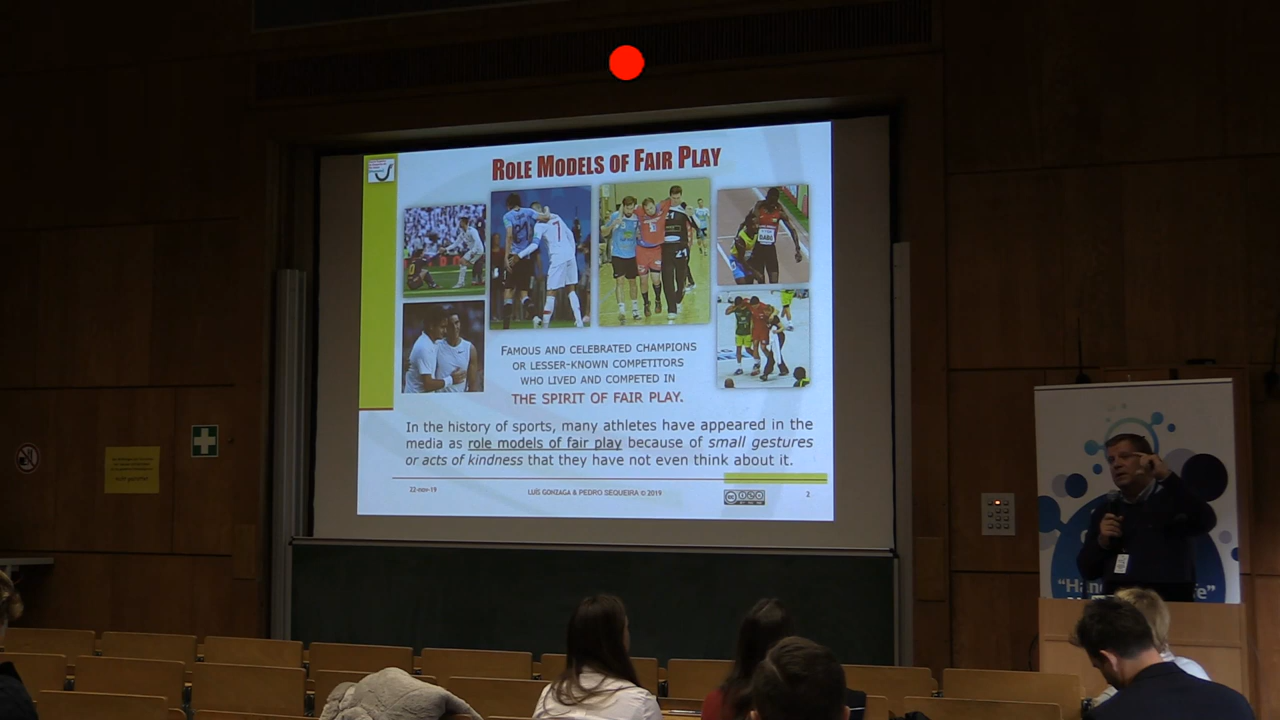 ROLE MODELS OF FAIR PLAY
7
GABS
FAMOUS AND CELEBRATED CHAMPIONS
OR LESSER-KNOWN COMPETITORS
WHO LIVED AND COMPETED IN
THE SPIRIT OF FAIR PLAY.
In the history of sports, many athletes have appeared in the
media as role models of fair play because of small gestures
or acts of kindness that they have not even think about it.
22-nov-19
LUÍS GONZAGA & PEDRO SEQUEIRA © 2019
2